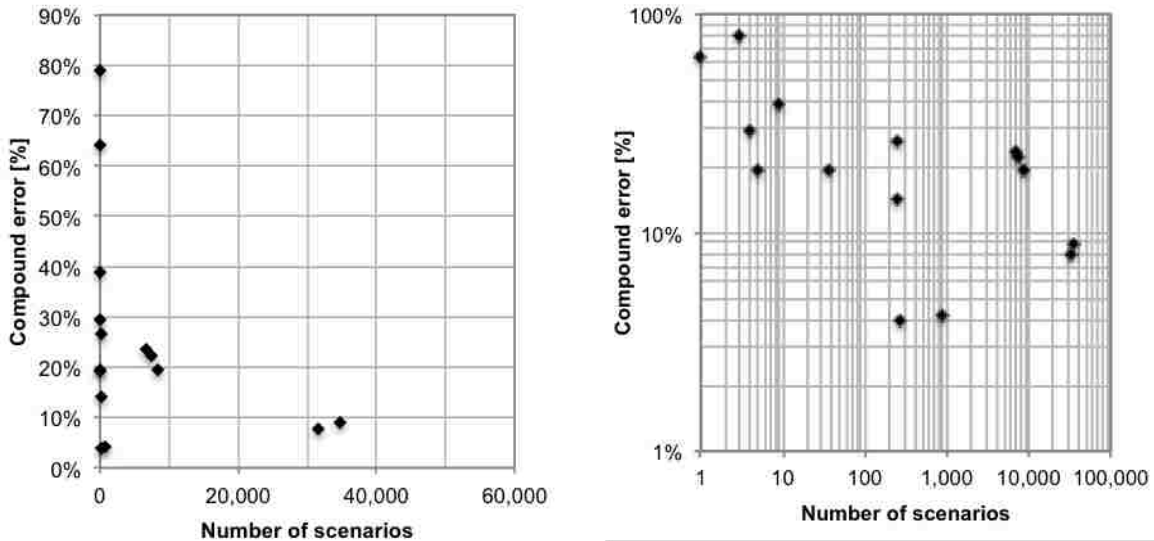 90%
80%
70%
60%
50%
40%
30%
20%
10%
0%
Compound error [%]
0 20,000 40,000 60,000
Number of scenarios
100%
10%
1%
Compound error [%]
1 10 100 1,000 10,000 100,000
Number of scenarios